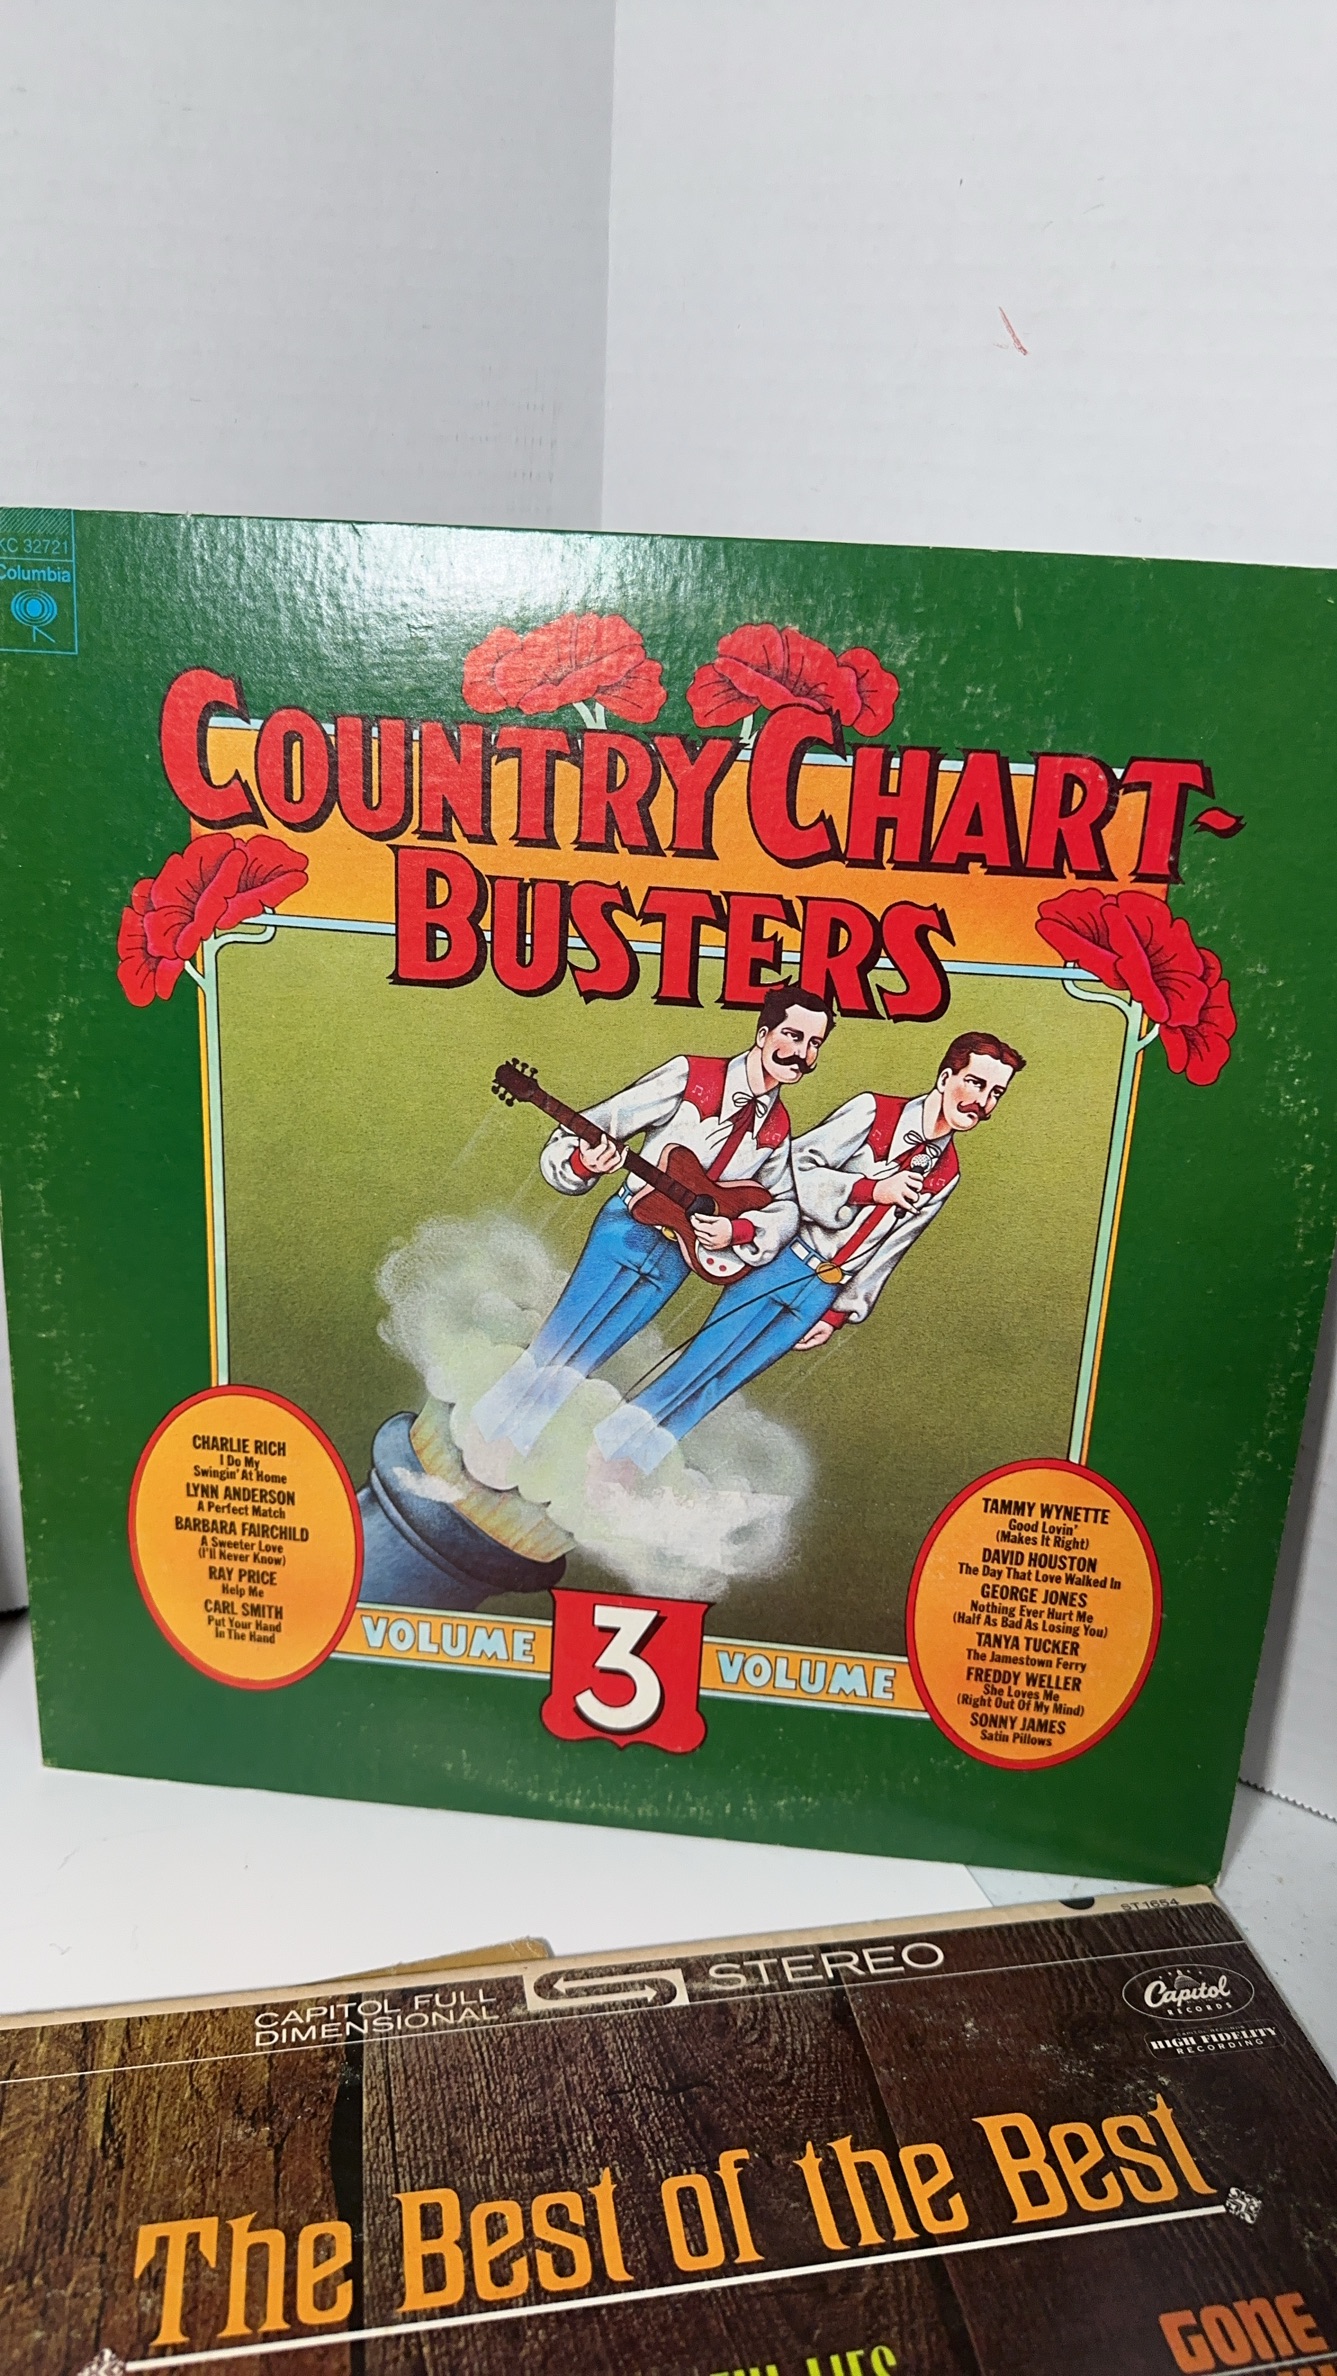 KC 32721
Columbia
COUNTRY CHART-
BUSTERS
CHARLIE RICH
I Do My
Swingin' At Home
LYNN ANDERSON
A Perfect Match
BARBARA FAIRCHILD
A Sweeter Love
(I'll Never Know)
RAY PRICE
Help Me
CARL SMITH
Put Your Hand
In The Hand
TAMMY WYNETTE
Good Lovin'
(Makes It Right)
DAVID HOUSTON
The Day That Love Walked In
GEORGE JONES
Nothing Ever Hurt Me
(Half As Bad As Losing You)
TANYA TUCKER
The Jamestown Ferry
FREDDY WELLER
She Loves Me
(Right Out Of My Mind)
SONNY JAMES
Satin Pillows
VOLUME 3 VOLUME
ST 1654
CAPITOL FULL
DIMENSIONAL
STEREO
Capitol
RECORDS
HIGH FIDELITY
RECORDING
The Best of the Best
GONE
LIES